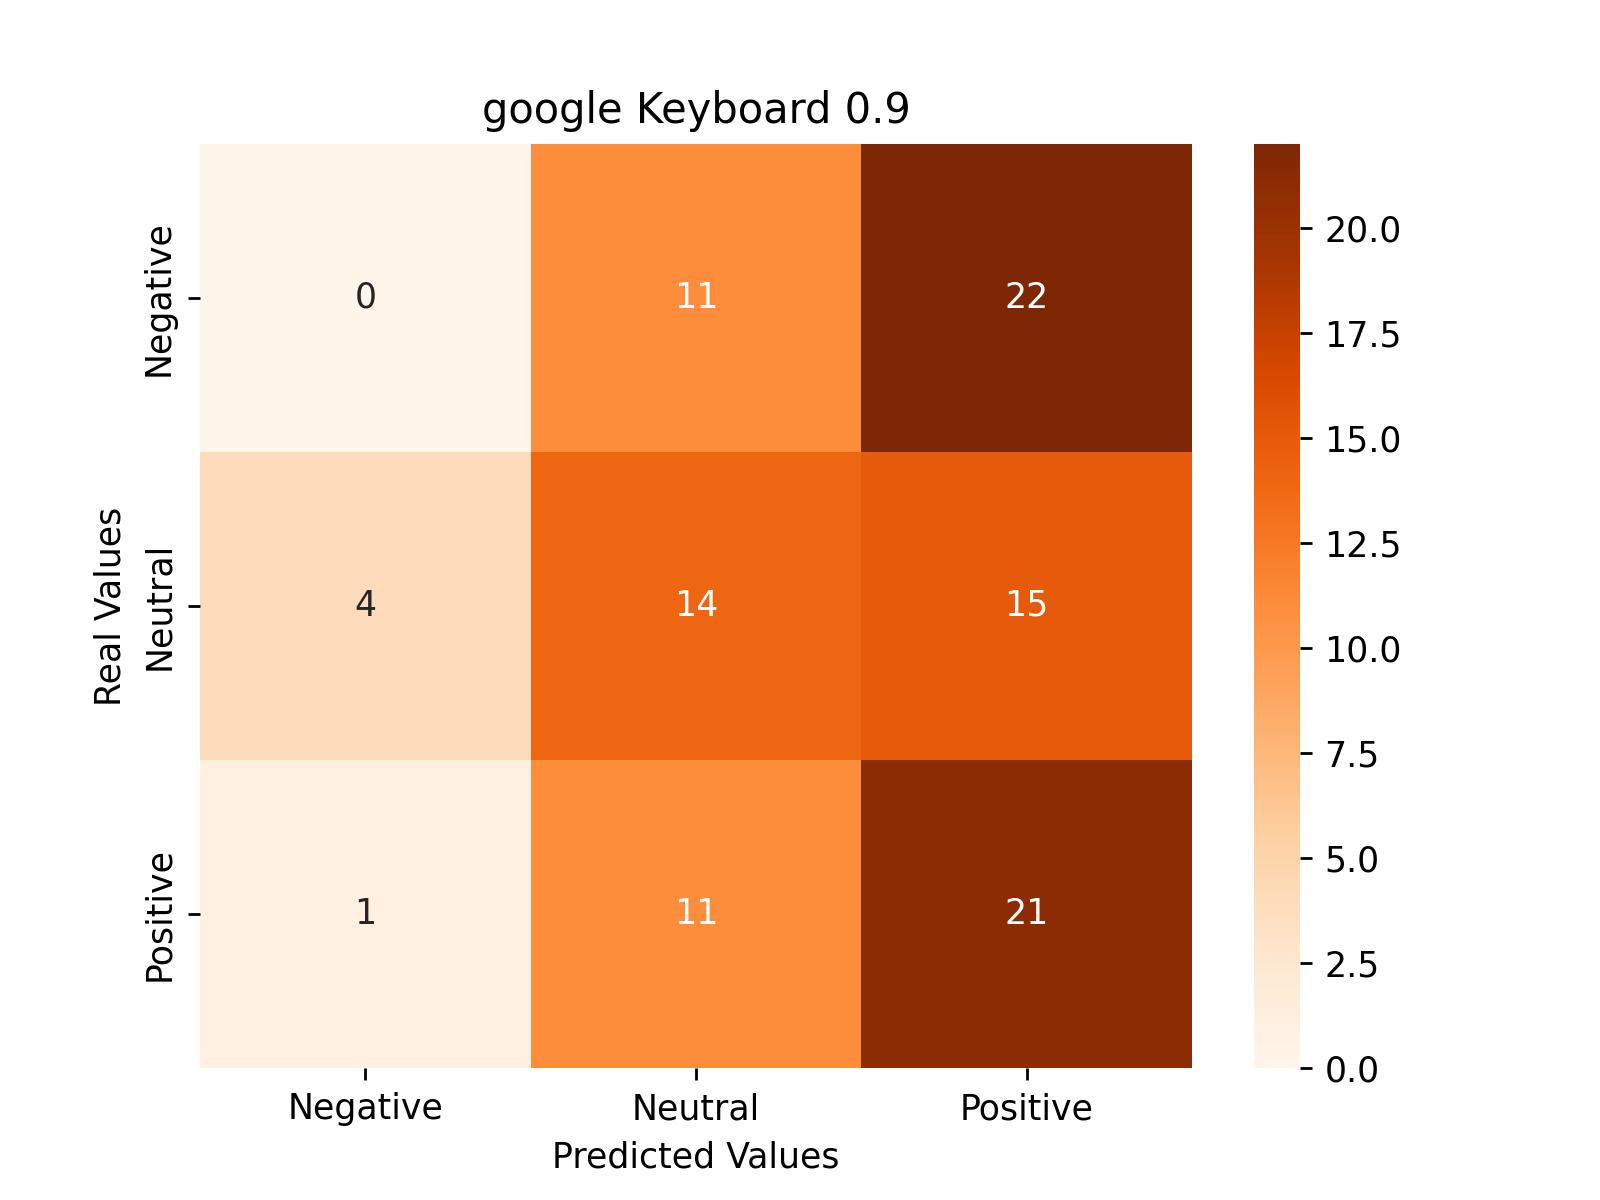 google Keyboard 0.9
Real Values
Negative
0
11
22
Neutral
4
14
15
Positive
1
11
21
Negative
Neutral
Positive
Predicted Values
20.0
17.5
15.0
12.5
10.0
7.5
5.0
2.5
0.0